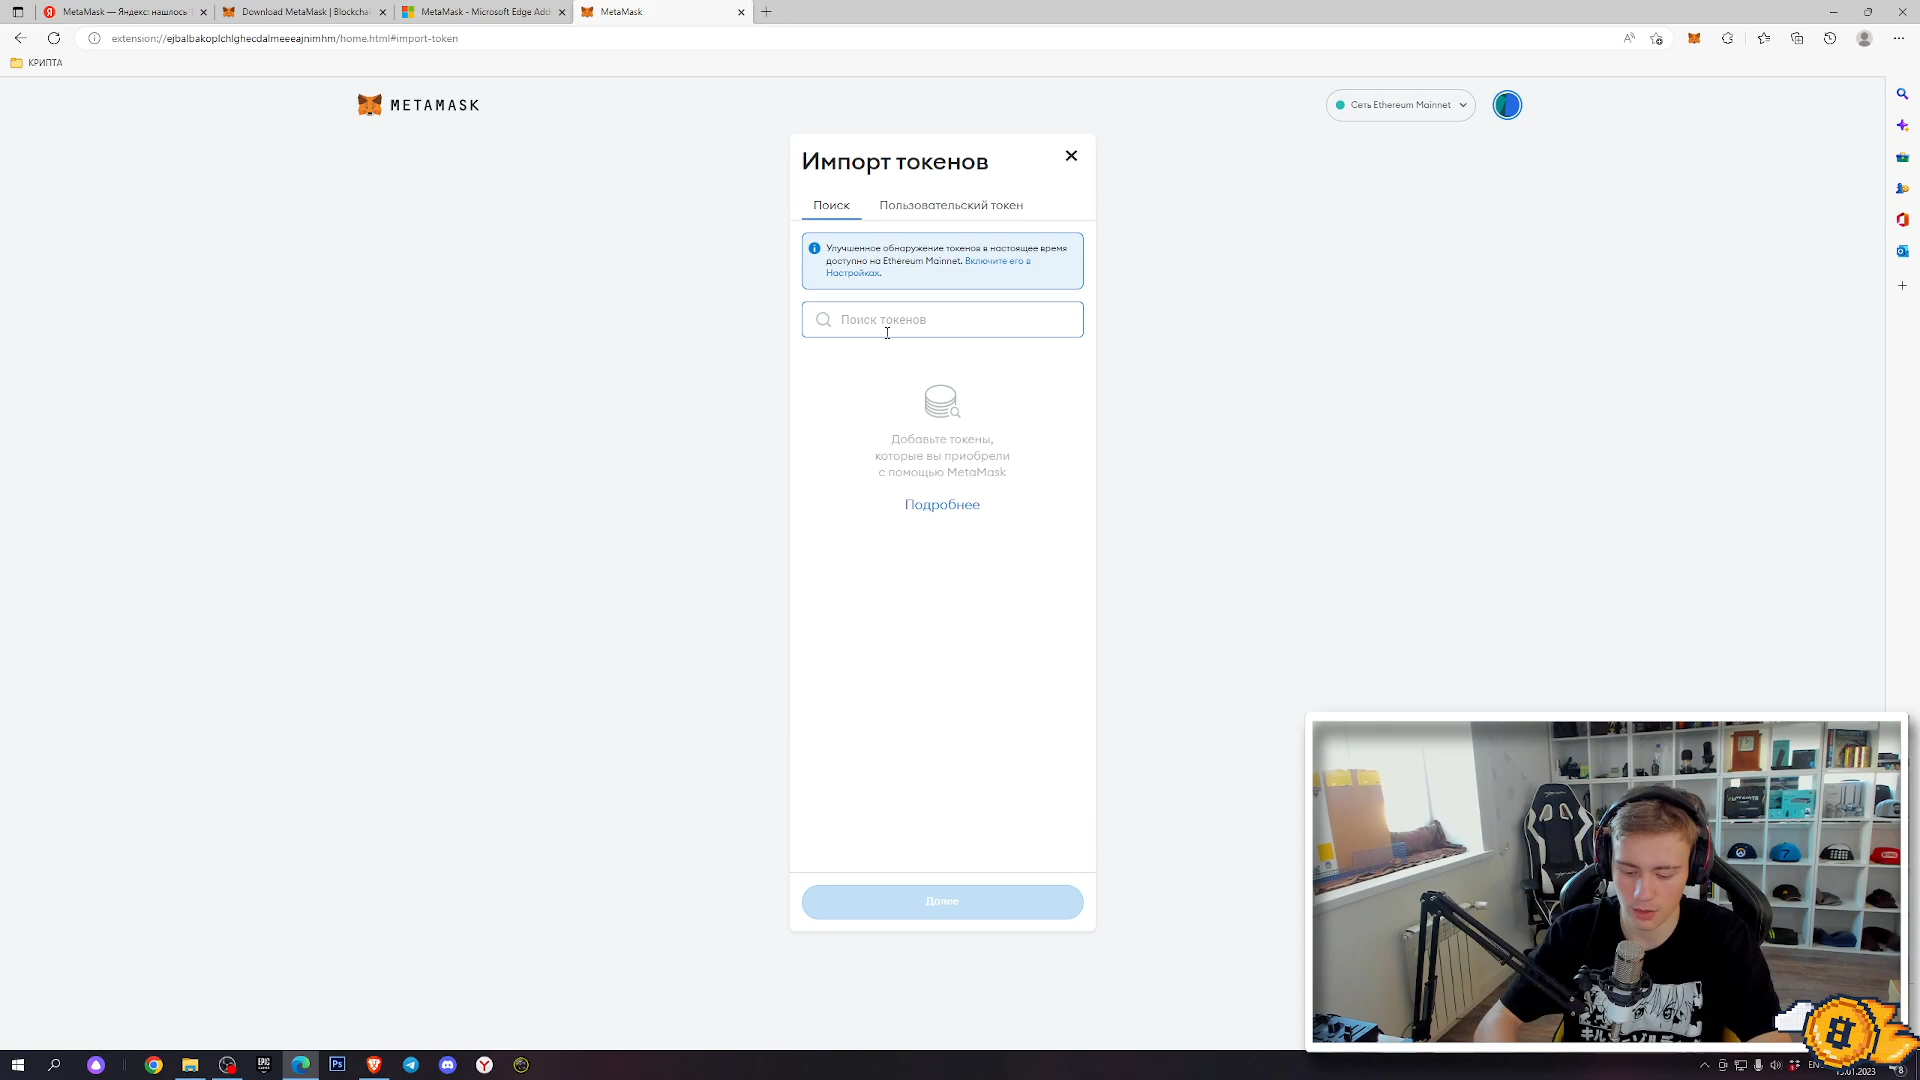 MetaMask — Яндекс: нашлось
Download MetaMask | Blockchai
MetaMask - Microsoft Edge Add
MetaMask
extension://ejbalbakoplchlghecdalmeeeajnimhm/home.html#import-token
КРИПТА
METAMASK
Сеть Ethereum Mainnet
Импорт токенов
Поиск
Пользовательский токен
Улучшенное обнаружение токенов в настоящее время
доступно на Ethereum Mainnet. Включите его в
Настройках.
Поиск токенов
Добавьте токены,
которые вы приобрели
с помощью MetaMask
Подробнее
Далее